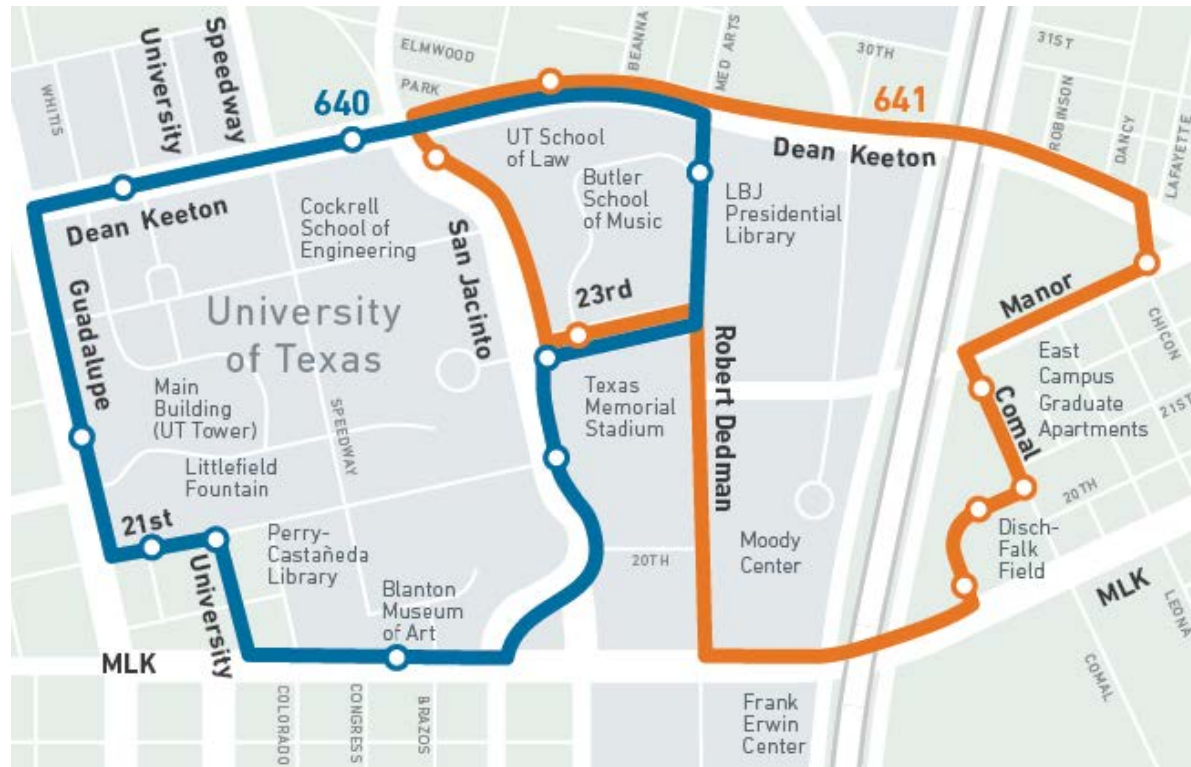 WHITIS
University
Speedway
ELMWOOD
PARK
BEANNA
MED ARTS
30TH
31ST
ROBINSON
DANCY
LAFAYETTE
640
641
UT School
of Law
Dean Keeton
Butler
School
of Music
LBJ
Presidential
Library
Dean Keeton
Cockrell
School of
Engineering
San Jacinto
23rd
Manor
Guadalupe
University
of Texas
CHICON
Main
Building
(UT Tower)
SPEEDWAY
Texas
Memorial
Stadium
Robert Dedman
Comal
East
Campus
Graduate
Apartments
21ST
Littlefield
Fountain
20TH
21st
Perry-
Castañeda
Library
20TH
Moody
Center
Disch-
Falk
Field
University
Blanton
Museum
of Art
MLK
LEONA
MLK
COMAL
COLORADO
CONGRESS
BRAZOS
Frank
Erwin
Center